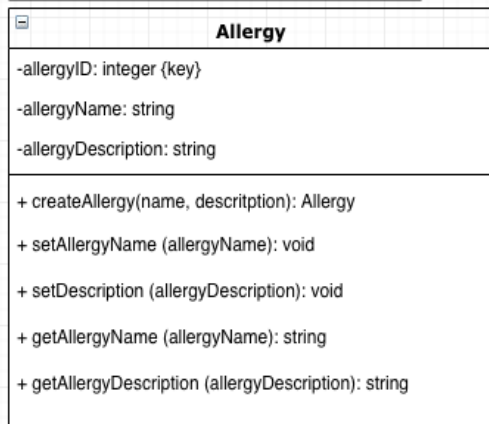 Allergy
-allergyID: integer {key}
-allergyName: string
-allergyDescription: string
+ createAllergy(name, descritption): Allergy
+ setAllergyName (allergyName): void
+ setDescription (allergyDescription): void
+ getAllergyName (allergyName): string
+ getAllergyDescription (allergyDescription): string